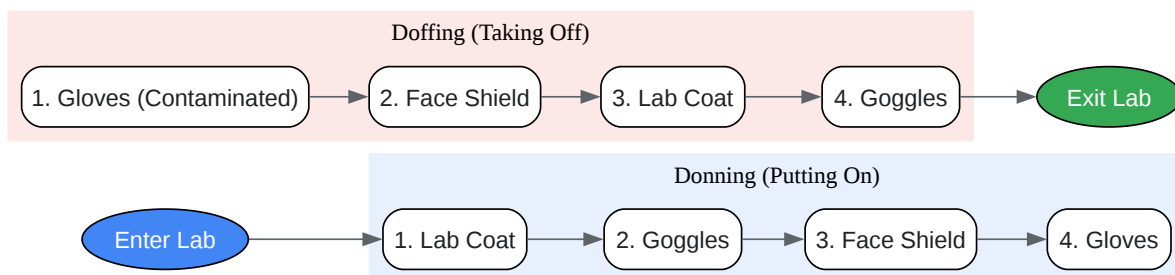 Doffing (Taking Off)
1. Gloves (Contaminated)
2. Face Shield
3. Lab Coat
4. Goggles
Exit Lab
Donning (Putting On)
Enter Lab
1. Lab Coat
2. Goggles
3. Face Shield
4. Gloves